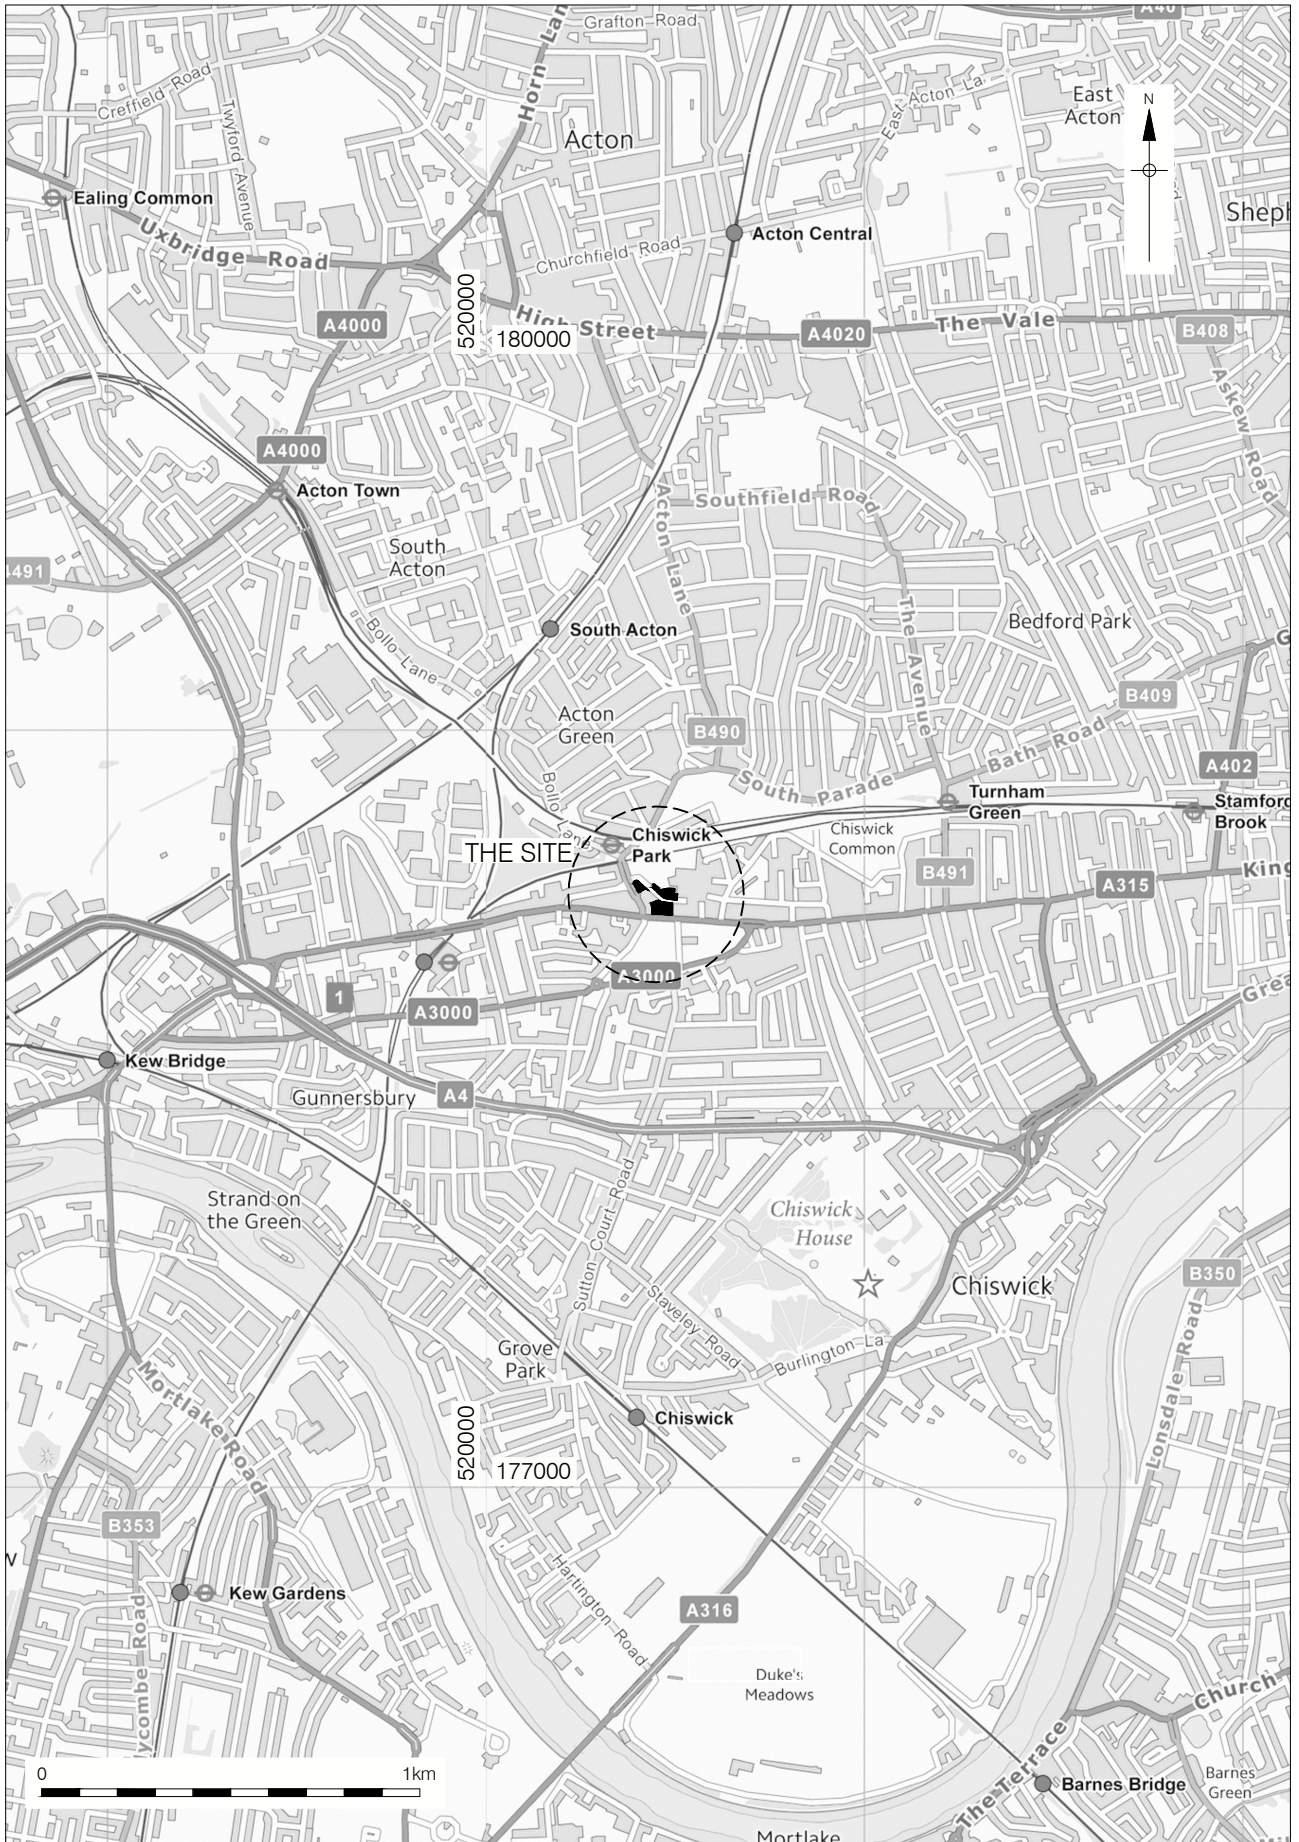 Grafton Road
A40
Horn Lan
Creffield Road
Twyford Avenue
East Acton La
East
Acton
N
Acton
Ealing Common
Uxbridge Road
Sheph
Churchfield Road
Acton Central
A4000
520000
180000
High Street
A4020
The Vale
B408
Askew Road
A4000
Acton Town
Southfield Road
Acton Lane
South
Acton
4491
Bollo Lane
South Acton
The Avenue
Bedford Park
G
B409
Acton
Green
B490
Bath Road
A402
South Parade
Bollo Lane
Turnham
Green
Stamford
Brook
Chiswick
Park
Chiswick
Common
THE SITE
B491
A315
King
A3000
1
A3000
Grea
Kew Bridge
Gunnersbury
A4
Strand on
the Green
Sutton Court Road
Chiswick
House
Staveley Road
Chiswick
B350
Grove
Park
Burlington La
Lonsdale Road
Mortlake Road
Chiswick
520000
177000
B353
w
Hartington Road
Kew Gardens
A316
ycombe Road
Duke's
Meadows
Church
The Terrace
0
1km
Barnes Bridge
Barnes
Green
Mortlake